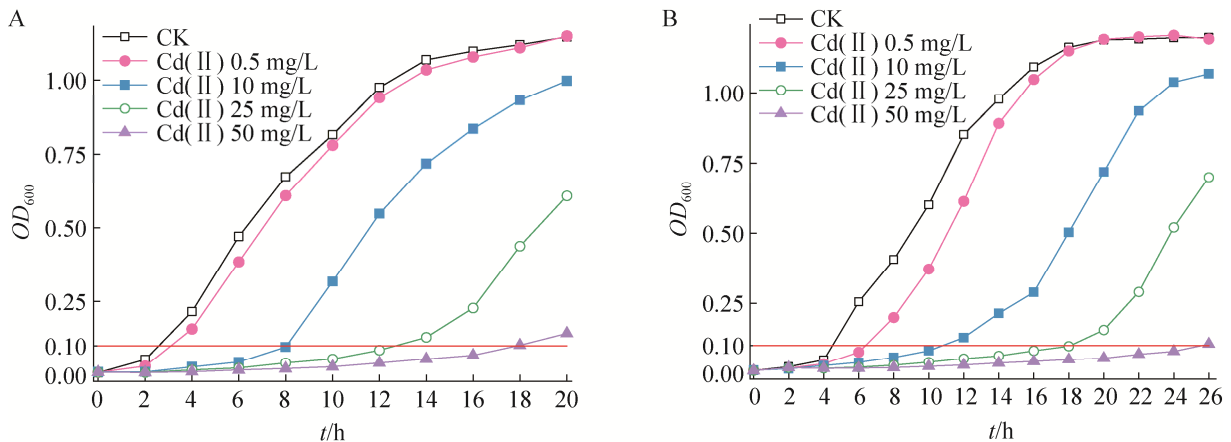 A
CK
Cd(Ⅱ) 0.5 mg/L
Cd(Ⅱ) 10 mg/L
Cd(Ⅱ) 25 mg/L
Cd(Ⅱ) 50 mg/L
OD600
1.00
0.75
0.50
0.25
0.10
0.00
0 2 4 6 8 10 12 14 16 18 20
t/h
B
CK
Cd(Ⅱ) 0.5 mg/L
Cd(Ⅱ) 10 mg/L
Cd(Ⅱ) 25 mg/L
Cd(Ⅱ) 50 mg/L
OD600
1.00
0.75
0.50
0.25
0.10
0.00
0 2 4 6 8 10 12 14 16 18 20 22 24 26
t/h